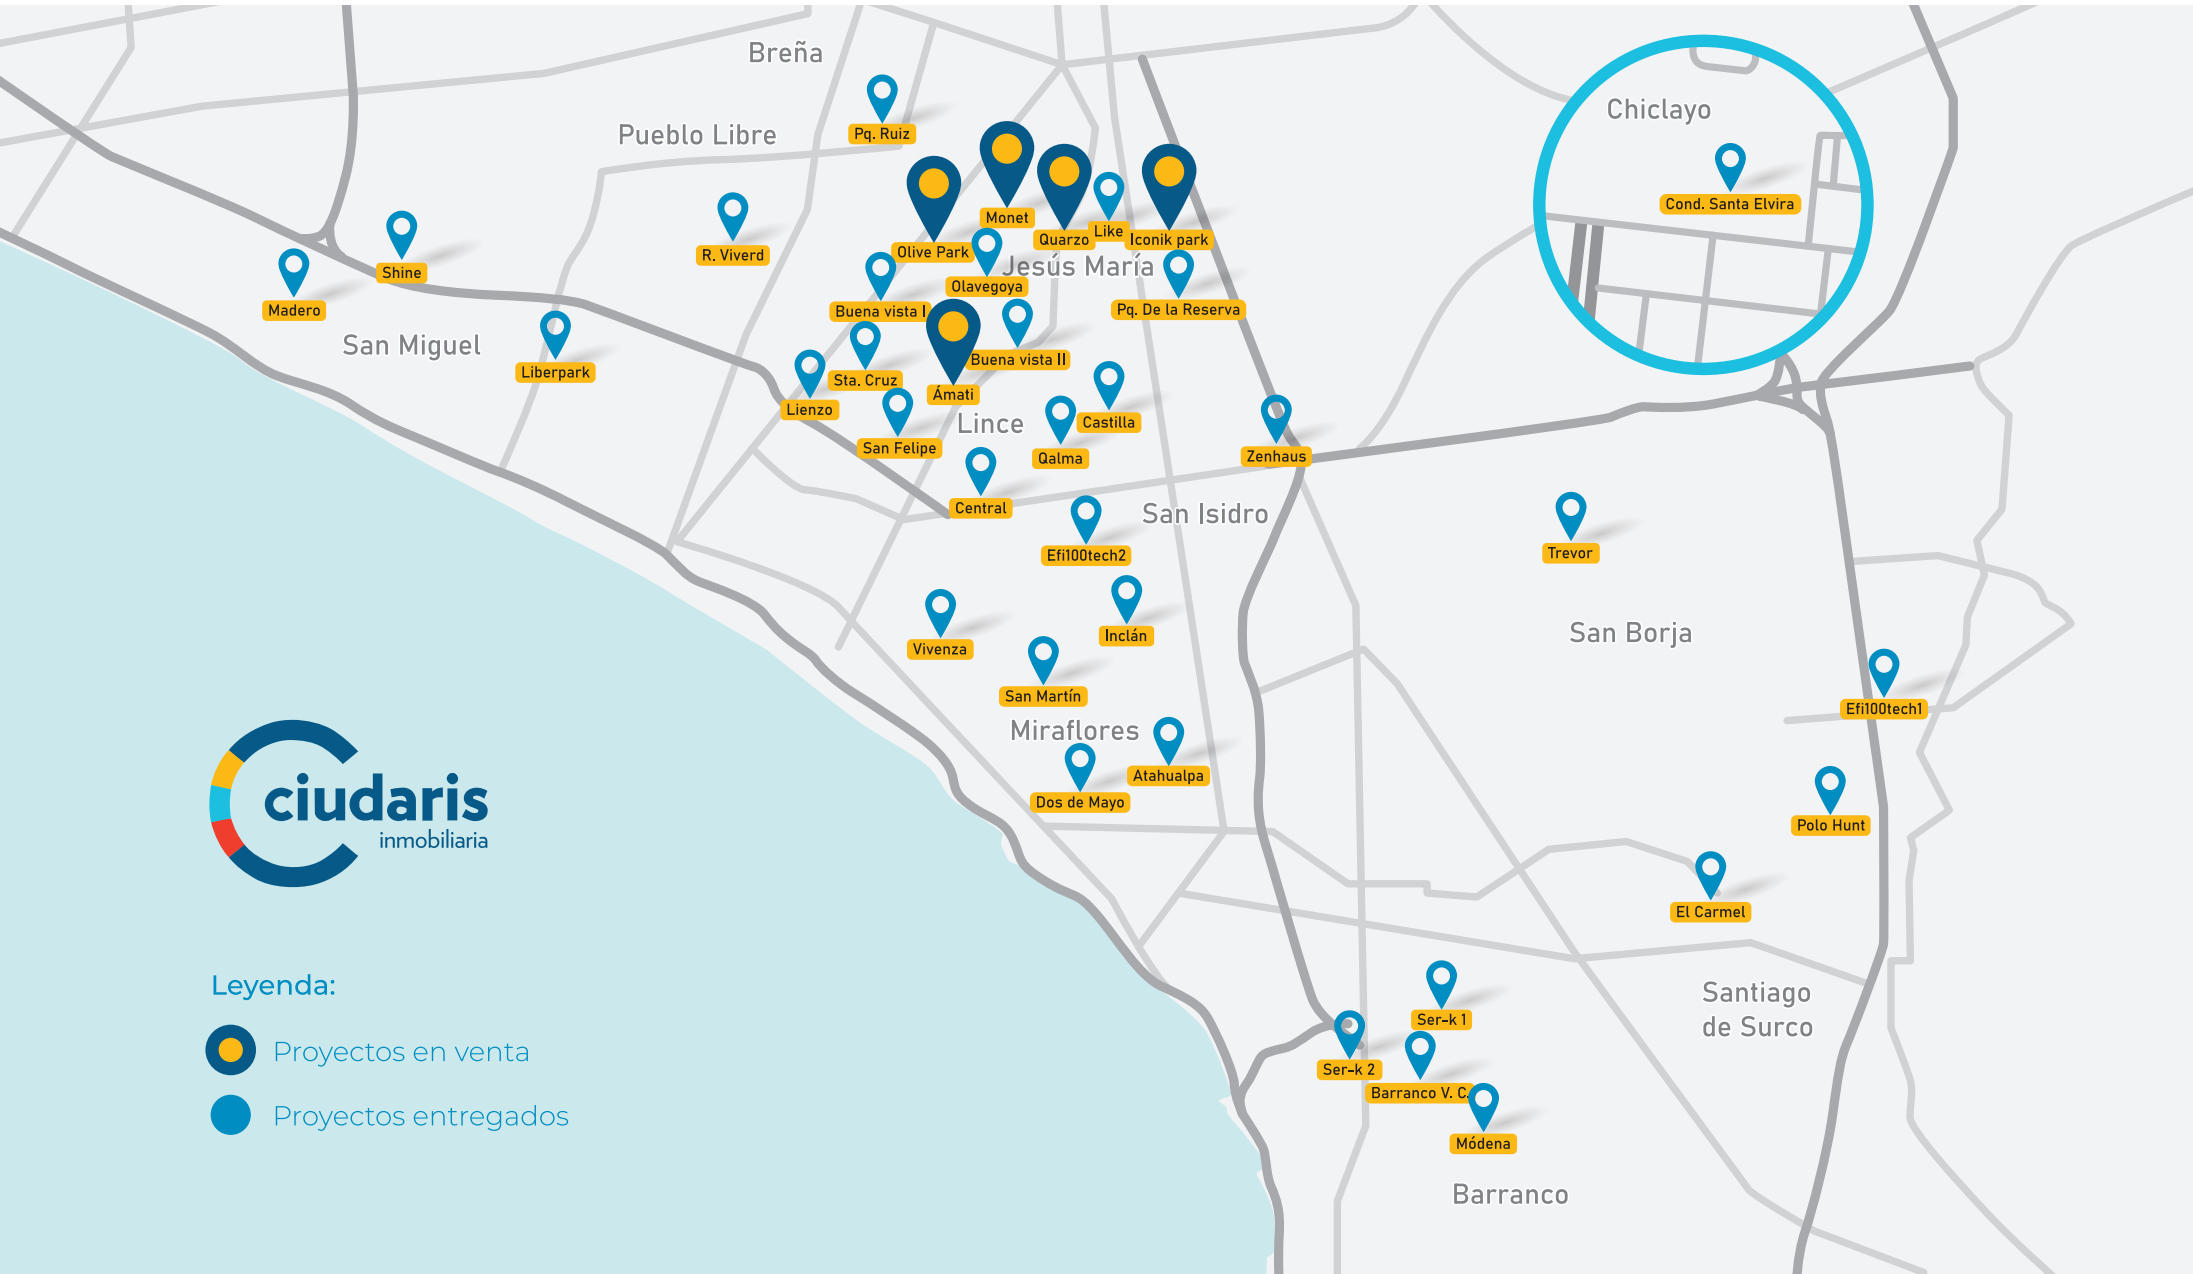 Breña
Chiclayo
Pq. Ruiz
Pueblo Libre
Cond. Santa Elvira
Monet
Like
Quarzo
Iconik park
Olive Park
R. Viverd
Jesús María
Shine
Olavegoya
Madero
Buena vista I
Pq. De la Reserva
San Miguel
Buena vista II
Liberpark
Sta. Cruz
Ámati
Lienzo
Lince
Castilla
San Felipe
Qalma
Zenhaus
Central
San Isidro
Efi100tech2
Trevor
Inclán
San Borja
Vivenza
San Martín
Efi100tech1
Miraflores
Atahualpa
Dos de Mayo
ciudaris
inmobiliaria
Polo Hunt
El Carmel
Leyenda:
Santiago
de Surco
Ser-k 1
Proyectos en venta
Ser-k 2
Barranco V. C.
Proyectos entregados
Módena
Barranco